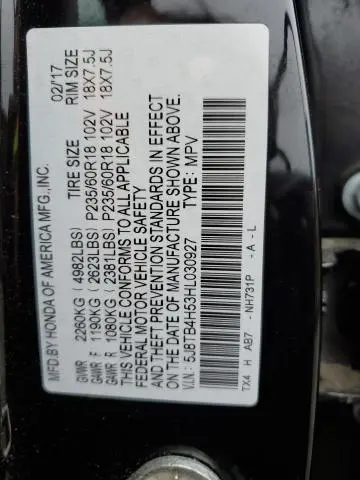 MFD.BY HONDA OF AMERICA MFG.,INC. 02/17
TIRE SIZE RIM SIZE
GVWR 2260KG (4982LBS)
GAWR F 1190KG (2623LBS) P235/60R18 102V 18X7.5J
GAWR R 1080KG (2381LBS) P235/60R18 102V 18X7.5J
THIS VEHICLE CONFORMS TO ALL APPLICABLE
FEDERAL MOTOR VEHICLE SAFETY
AND THEFT PREVENTION STANDARDS IN EFFECT
ON THE DATE OF MANUFACTURE SHOWN ABOVE.
V.I.N.: 5J8TB4H53HL030927 TYPE: MPV
TX4 H AB7 - NH731P - A - L